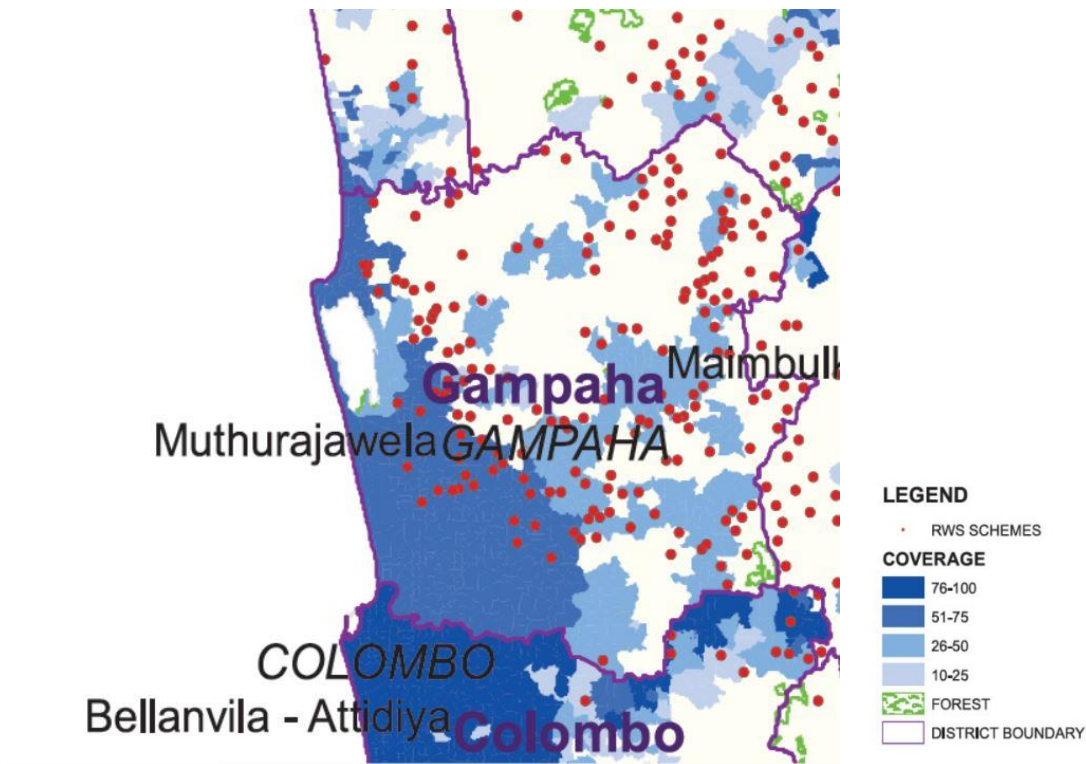 Maimbulk
Gampaha
Muthurajawela GAMPAHA
COLOMBO
Bellanvila - Attidiya
Colombo
LEGEND
RWS SCHEMES
COVERAGE
76-100
51-75
26-50
10-25
FOREST
DISTRICT BOUNDARY